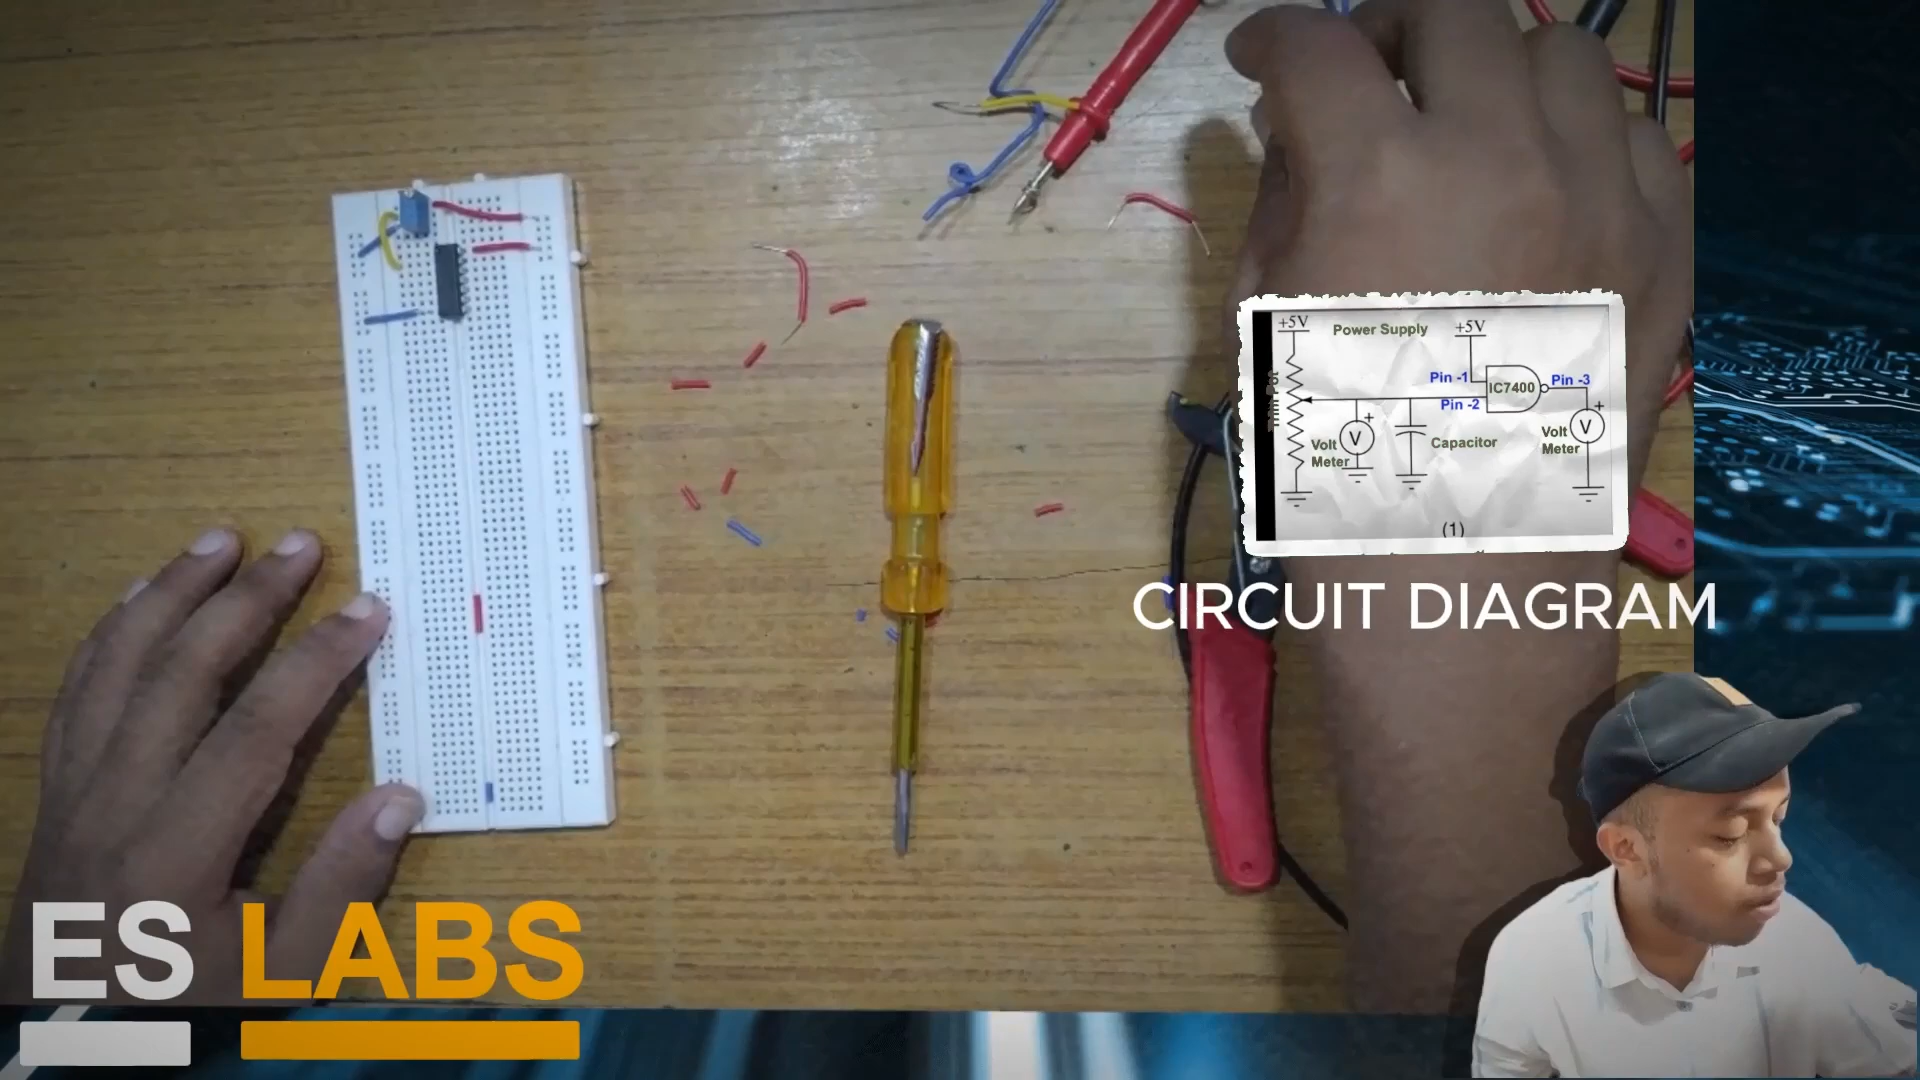 +5V
Power Supply
+5V
Pin -1
IC7400
Pin -3
Pin -2
+
+
V
V
Volt
Meter
Capacitor
Volt
Meter
(1)
CIRCUIT DIAGRAM
ES LABS